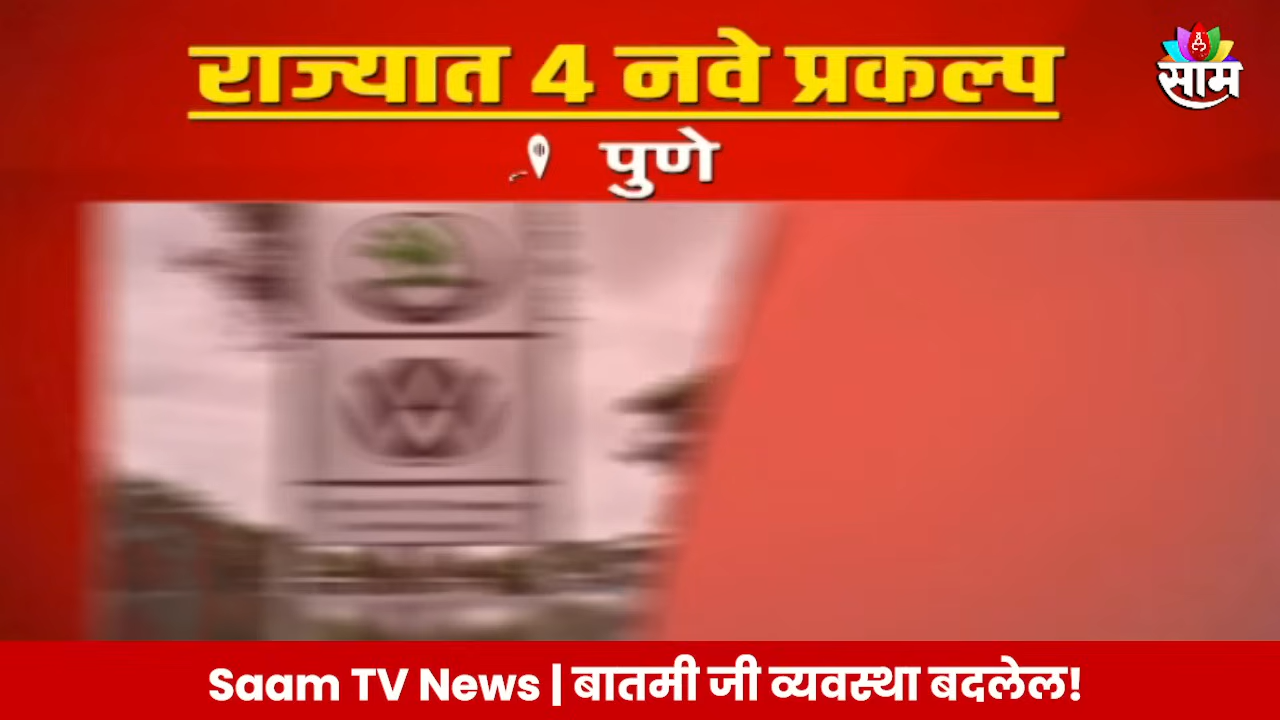 राज्यात 4 नवे प्रकल्प
साम
पुणे
Saam TV News | बातमी जी व्यवस्था बदलेल!